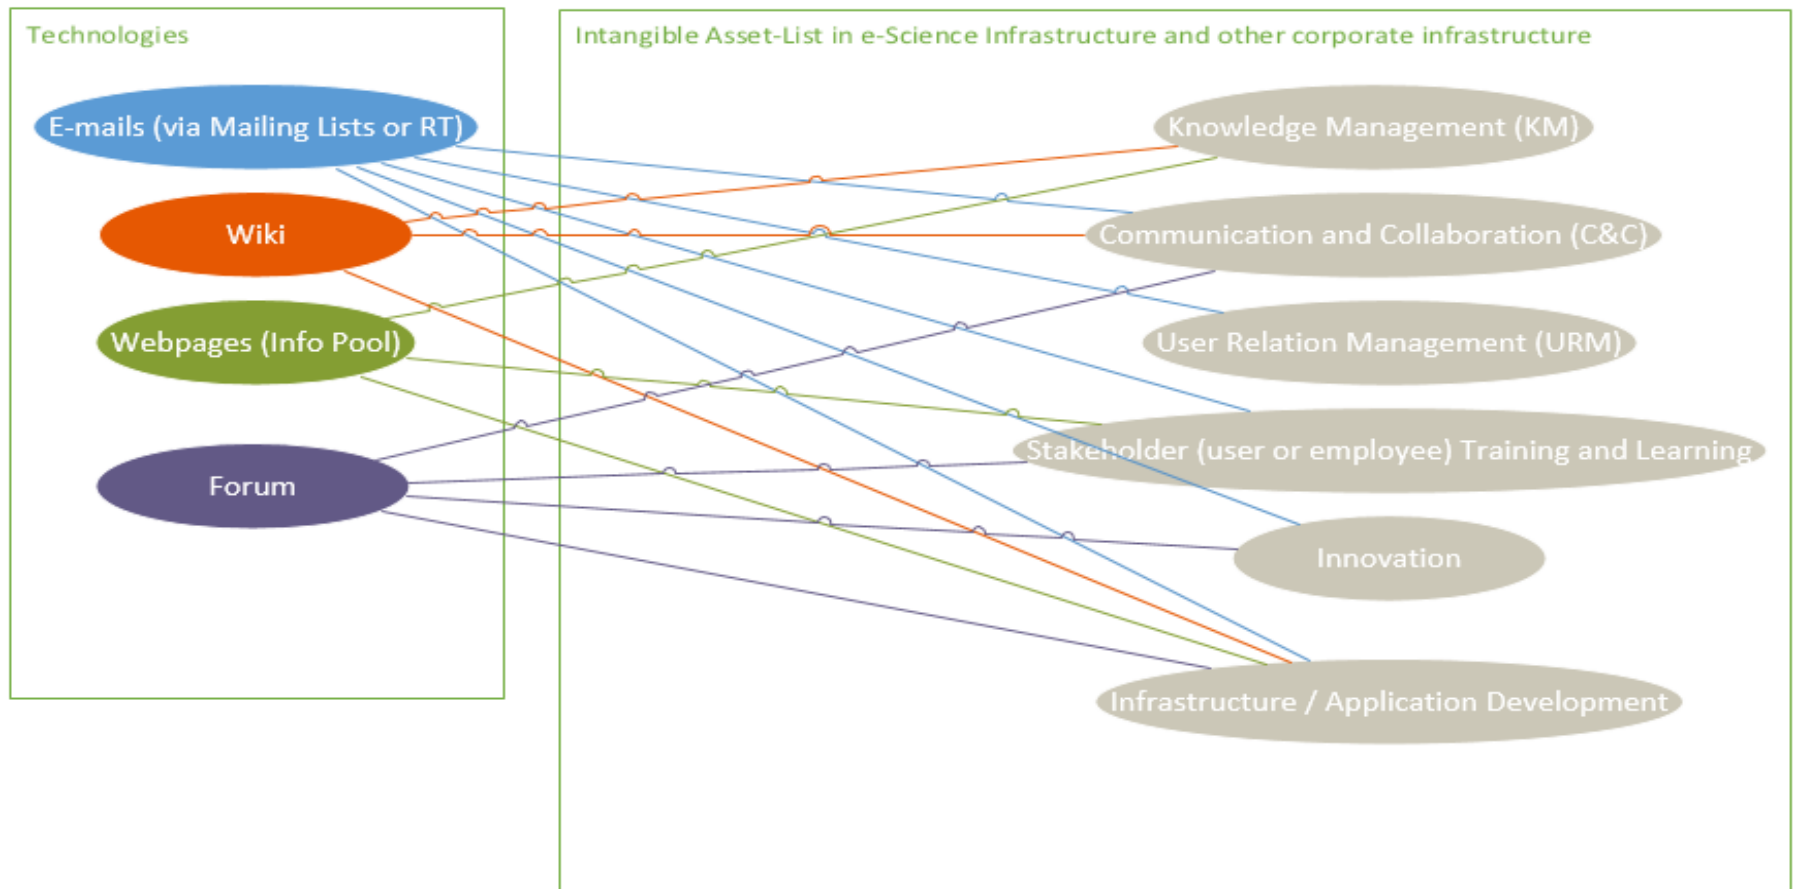 Technologies
E-mails (via Mailing Lists or RT)
Wiki
Webpages (Info Pool)
Forum
Intangible Asset-List in e-Science Infrastructure and other corporate infrastructure
Knowledge Management (KM)
Communication and Collaboration (C&C)
User Relation Management (URM)
Stakeholder (user or employee) Training and Learning
Innovation
Infrastructure / Application Development